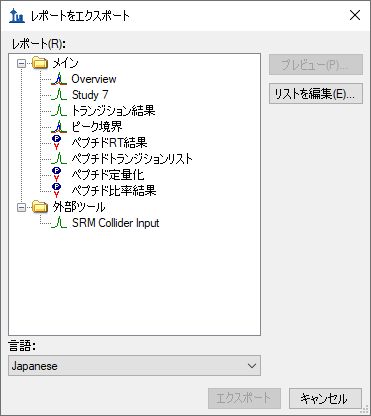 レポートをエクスポート
レポート(R):
メイン
Overview
Study 7
トランジション結果
ピーク境界
ペプチドRT結果
ペプチドトランジションリスト
ペプチド定量化
ペプチド比率結果
外部ツール
SRM Collider Input
プレビュー(P)...
リストを編集(E)...
言語:
Japanese
エクスポート
キャンセル